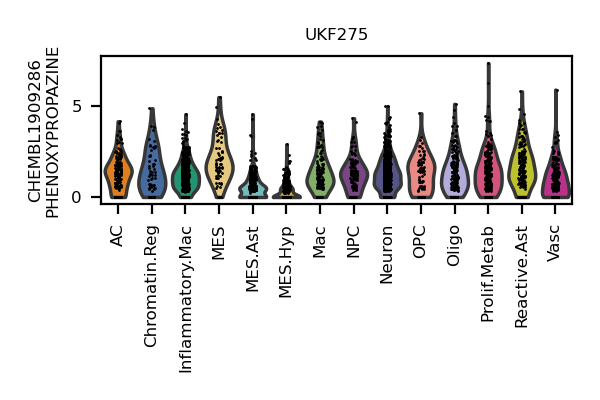 UKF275
CHEMBL1909286
PHENOXYPROPAZINE
5
0
AC
Chromatin.Reg
Inflammatory.Mac
MES
MES.Ast
MES.Hyp
Mac
NPC
Neuron
OPC
Oligo
Prolif.Metab
Reactive.Ast
Vasc